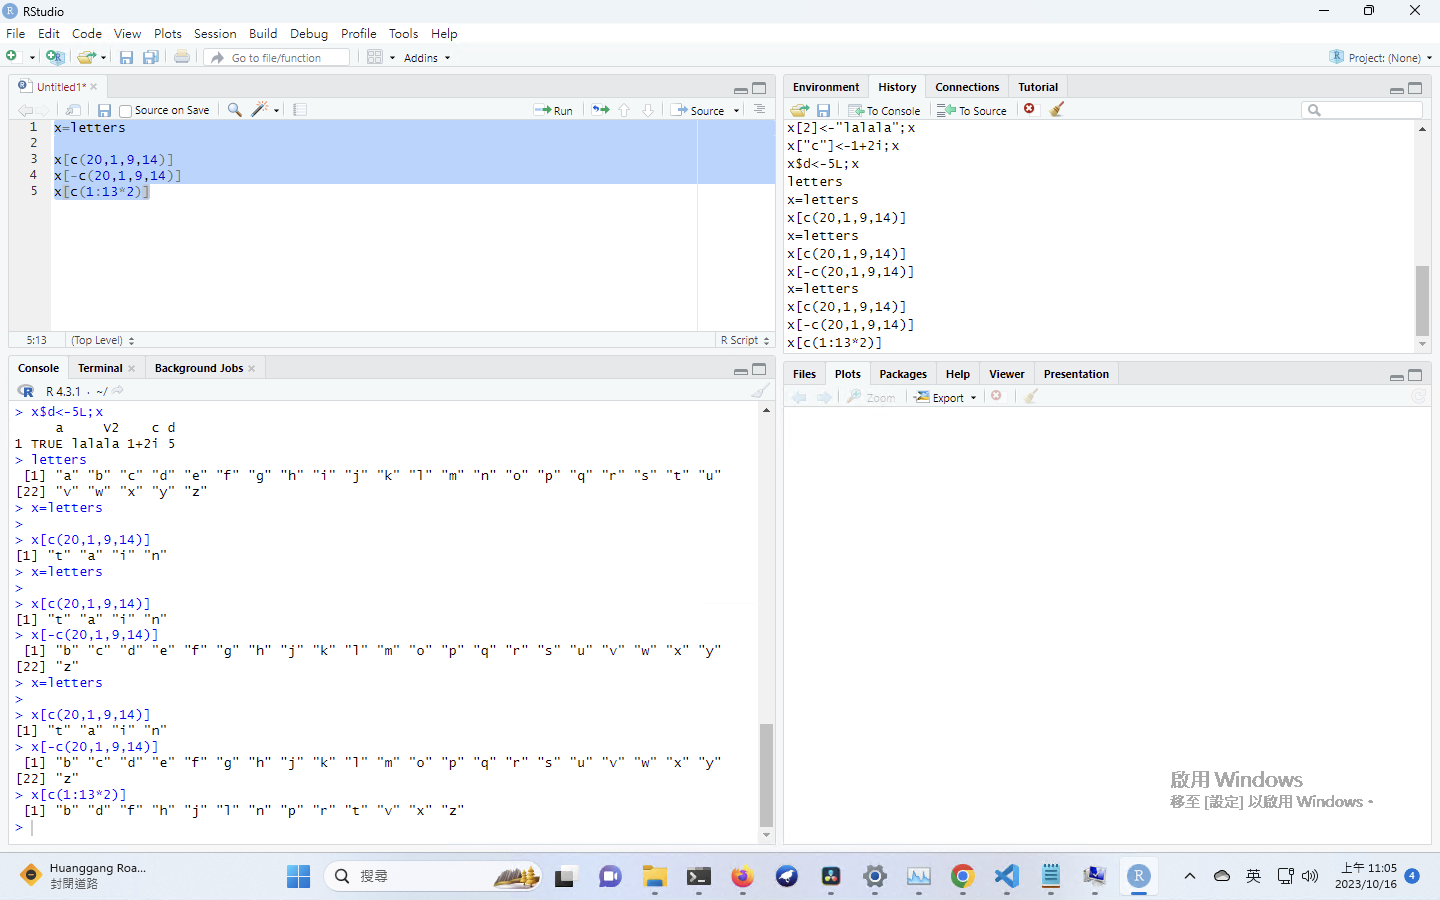 RStudio
File Edit Code View Plots Session Build Debug Profile Tools Help
Go to file/function Addins Project: (None)
Untitled1*
Source on Save Run Source
1 x=letters
2
3 x[c(20,1,9,14)]
4 x[-c(20,1,9,14)]
5 x[c(1:13*2)]
5:13 (Top Level) R Script
Console Terminal Background Jobs
R 4.3.1 . ~/
> x$d<-5L;x
a V2 c d
1 TRUE lalala 1+2i 5
> letters
[1] "a" "b" "c" "d" "e" "f" "g" "h" "i" "j" "k" "l" "m" "n" "o" "p" "q" "r" "s" "t" "u"
[22] "v" "w" "x" "y" "z"
> x=letters
>
> x[c(20,1,9,14)]
[1] "t" "a" "i" "n"
> x=letters
>
> x[c(20,1,9,14)]
[1] "t" "a" "i" "n"
> x[-c(20,1,9,14)]
[1] "b" "c" "d" "e" "f" "g" "h" "j" "k" "l" "m" "o" "p" "q" "r" "s" "u" "v" "w" "x" "y"
[22] "z"
> x=letters
>
> x[c(20,1,9,14)]
[1] "t" "a" "i" "n"
> x[-c(20,1,9,14)]
[1] "b" "c" "d" "e" "f" "g" "h" "j" "k" "l" "m" "o" "p" "q" "r" "s" "u" "v" "w" "x" "y"
[22] "z"
> x[c(1:13*2)]
[1] "b" "d" "f" "h" "j" "l" "n" "p" "r" "t" "v" "x" "z"
>
Environment History Connections Tutorial
To Console To Source
x[2]<-"lalala";x
x["c"]<-1+2i;x
x$d<-5L;x
letters
x=letters
x[c(20,1,9,14)]
x=letters
x[c(20,1,9,14)]
x[-c(20,1,9,14)]
x=letters
x[c(20,1,9,14)]
x[-c(20,1,9,14)]
x[c(1:13*2)]
Files Plots Packages Help Viewer Presentation
Zoom Export
啟用 Windows
移至 [設定] 以啟用 Windows。
Huanggang Roa...
封閉道路
搜尋
英
上午 11:05
2023/10/16
4